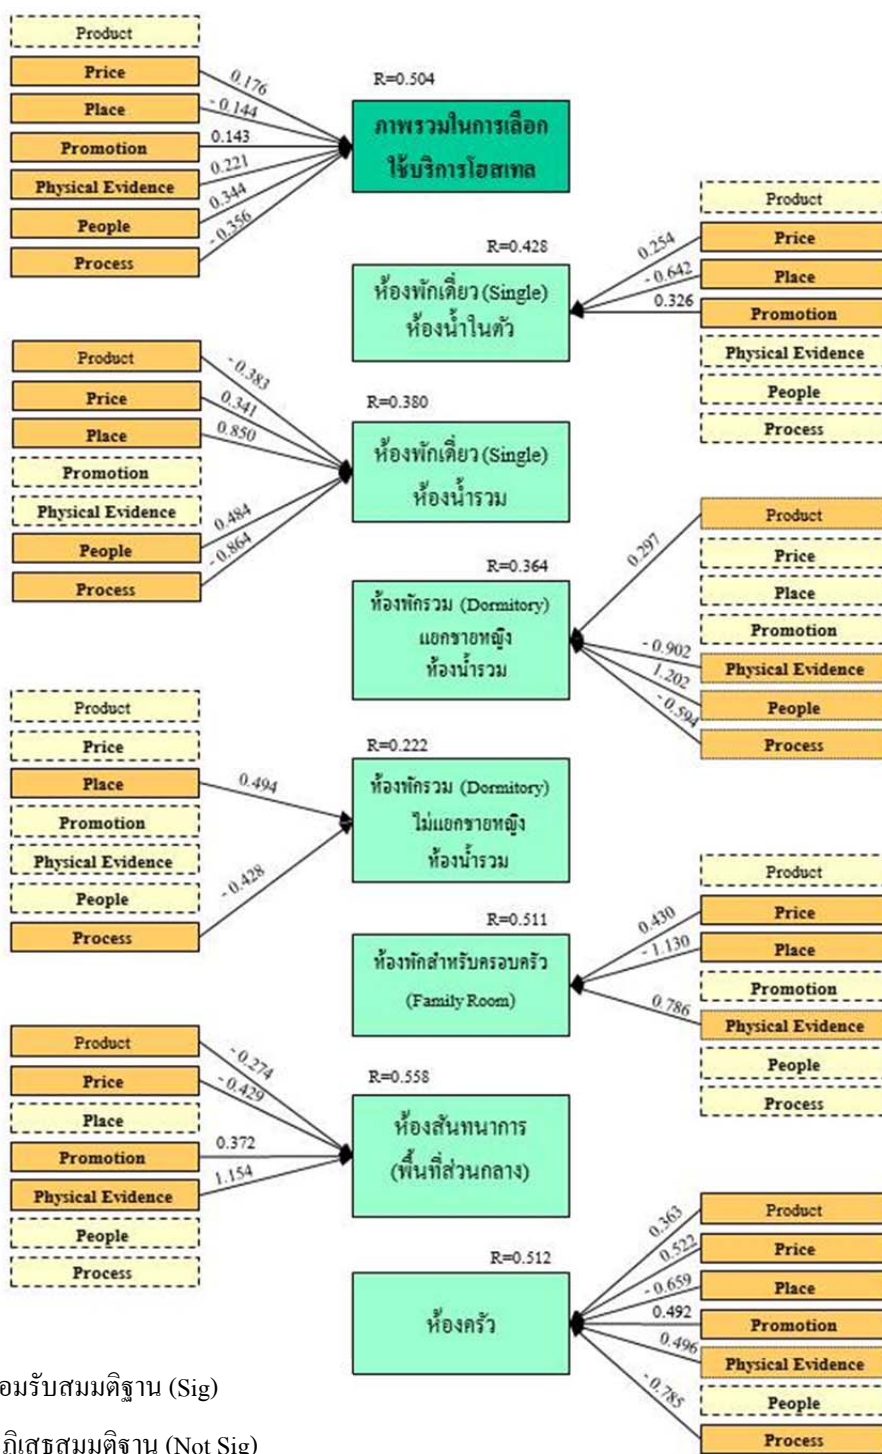 Product
Price
Place
Promotion
Physical Evidence
People
Process
0.176
- 0.144
0.143
0.221
0.344
- 0.356
R=0.504
ภาพรวมในการเลือก
ใช้บริการโฮสเทล
R=0.428
ห้องพักเดี่ยว (Single)
ห้องน้ำในตัว
0.254
- 0.642
0.326
Product
Price
Place
Promotion
Physical Evidence
People
Process
Product
Price
Place
Promotion
Physical Evidence
People
Process
- 0.383
0.341
0.850
0.484
- 0.864
R=0.380
ห้องพักเดี่ยว (Single)
ห้องน้ำรวม
R=0.364
ห้องพักรวม (Dormitory)
แยกชายหญิง
ห้องน้ำรวม
0.297
- 0.902
1.202
- 0.594
Product
Price
Place
Promotion
Physical Evidence
People
Process
Product
Price
Place
Promotion
Physical Evidence
People
Process
0.494
- 0.428
R=0.222
ห้องพักรวม (Dormitory)
ไม่แยกชายหญิง
ห้องน้ำรวม
R=0.511
ห้องพักสำหรับครอบครัว
(Family Room)
0.430
- 1.130
0.786
Product
Price
Place
Promotion
Physical Evidence
People
Process
Product
Price
Place
Promotion
Physical Evidence
People
Process
- 0.274
- 0.429
0.372
1.154
R=0.558
ห้องสันทนาการ
(พื้นที่ส่วนกลาง)
R=0.512
ห้องครัว
0.363
0.522
- 0.659
0.492
0.496
- 0.785
Product
Price
Place
Promotion
Physical Evidence
People
Process
อมรับสมมติฐาน (Sig)
ภิเสธสมมติฐาน (Not Sig)